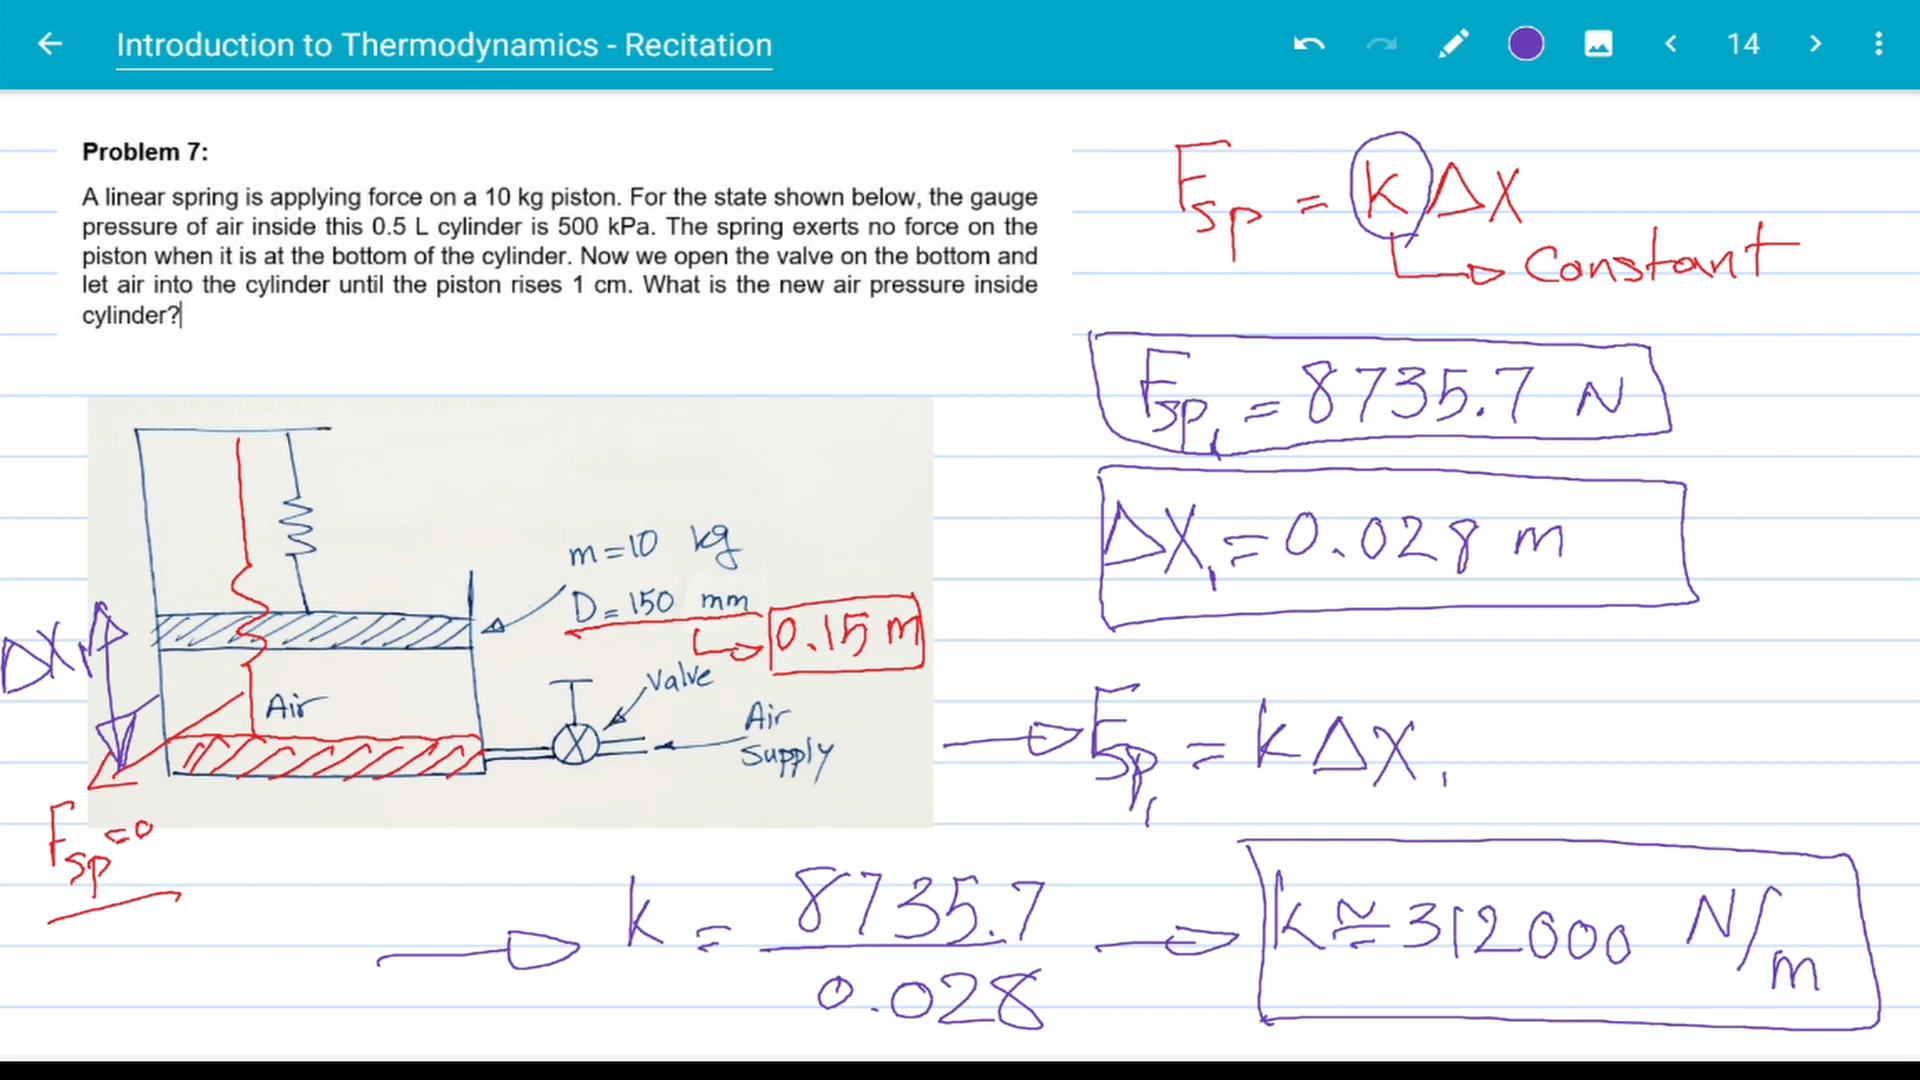 Introduction to Thermodynamics - Recitation
14
Problem 7:
A linear spring is applying force on a 10 kg piston. For the state shown below, the gauge
pressure of air inside this 0.5 L cylinder is 500 kPa. The spring exerts no force on the
piston when it is at the bottom of the cylinder. Now we open the valve on the bottom and
let air into the cylinder until the piston rises 1 cm. What is the new air pressure inside
cylinder?
m=10 kg
D=150 mm
0.15 m
Valve
Air
Air
supply
ΔX1
Fsp=0
Fsp = kΔX
Constant
Fsp1 = 8735.7 N
ΔX1 = 0.028 m
Fsp1 = kΔX1
k = 8735.7
0.028
k ≅ 312000 N/m